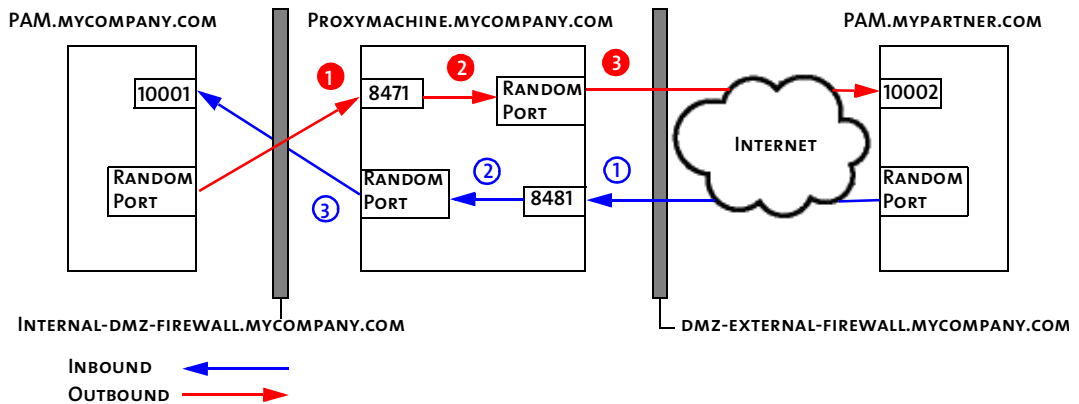 PAM.MYCOMPANY.COM
PROXYMACHINE.MYCOMPANY.COM
PAM.MYPARTNER.COM
10001
1
8471
2
RANDOM
PORT
3
INTERNET
10002
RANDOM
PORT
3
RANDOM
PORT
2
8481
1
RANDOM
PORT
INTERNAL-DMZ-FIREWALL.MYCOMPANY.COM
DMZ-EXTERNAL-FIREWALL.MYCOMPANY.COM
INBOUND
OUTBOUND